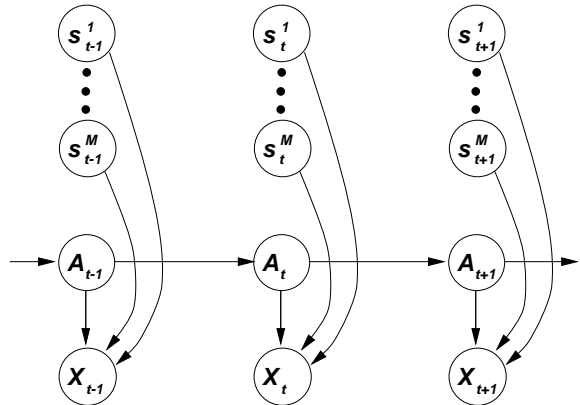 s^1_{t-1} s^1_t s^1_{t+1}
s^M_{t-1} s^M_t s^M_{t+1}
A_{t-1} A_t A_{t+1}
X_{t-1} X_t X_{t+1}